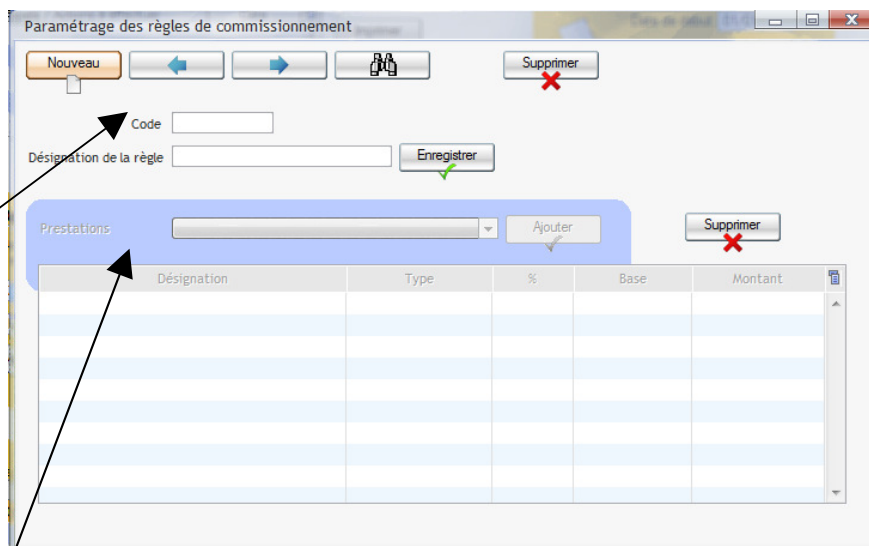 Paramétrage des règles de commissionnement
Nouveau
Supprimer
Code
Désignation de la règle
Enregistrer
Prestations
Ajouter
Supprimer
Désignation Type % Base Montant